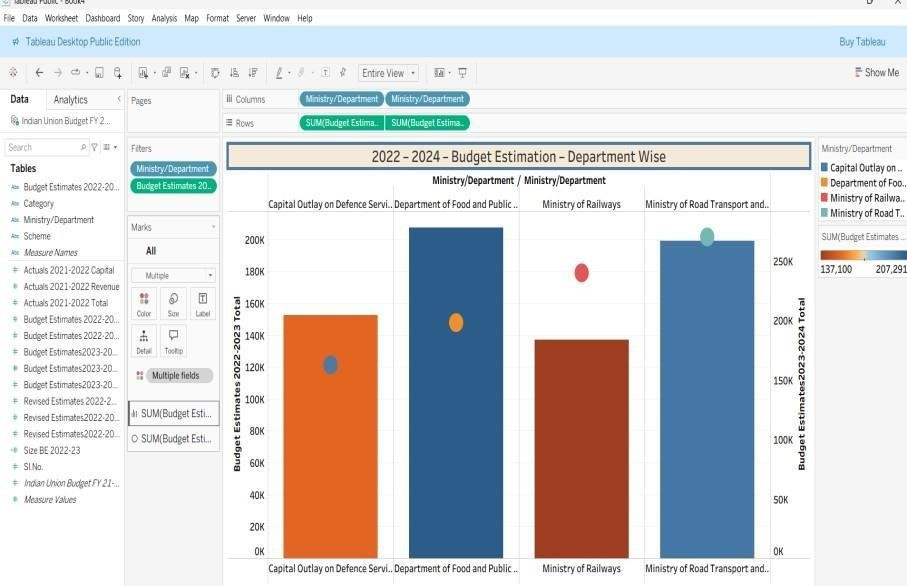 Tableau Public - Book4
File Data Worksheet Dashboard Story Analysis Map Format Server Window Help
Tableau Desktop Public Edition
Buy Tableau
Entire View
Show Me
Data Analytics
Indian Union Budget FY 2...
Search
Tables
Abc Budget Estimates 2022-20...
Abc Category
Abc Ministry/Department
Abc Scheme
Abc Measure Names
Actuals 2021-2022 Capital
Actuals 2021-2022 Revenue
Actuals 2021-2022 Total
Budget Estimates 2022-20...
Budget Estimates 2022-20...
Budget Estimates2023-20...
Budget Estimates2023-20...
Budget Estimates2023-20...
Revised Estimates 2022-2...
Revised Estimates2022-20...
Revised Estimates2022-20...
Size BE 2022-23
Sl.No.
Indian Union Budget FY 21-...
Measure Values
Pages
Filters
Ministry/Department
Budget Estimates 20..
Marks
All
Multiple
Color Size Label
Detail Tooltip
Multiple fields
SUM(Budget Esti...
SUM(Budget Esti...
Columns
Ministry/Department Ministry/Department
Rows
SUM(Budget Estima.. SUM(Budget Estima..
2022 – 2024 – Budget Estimation – Department Wise
Ministry/Department / Ministry/Department
Capital Outlay on Defence Servi.. Department of Food and Public .. Ministry of Railways Ministry of Road Transport and..
Budget Estimates 2022-2023 Total
200K
180K
160K
140K
120K
100K
80K
60K
40K
20K
0K
250K
200K
150K
100K
50K
0K
Budget Estimates2023-2024 Total
Capital Outlay on Defence Servi.. Department of Food and Public .. Ministry of Railways Ministry of Road Transport and..
Ministry/Department
Capital Outlay on ..
Department of Foo..
Ministry of Railwa..
Ministry of Road T..
SUM(Budget Estimates ...
137,100 207,291